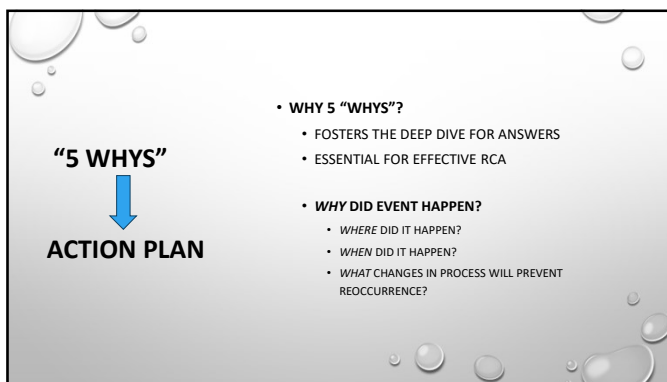 “5 WHYS”
ACTION PLAN
• WHY 5 “WHYS”?
• FOSTERS THE DEEP DIVE FOR ANSWERS
• ESSENTIAL FOR EFFECTIVE RCA
• WHY DID EVENT HAPPEN?
• WHERE DID IT HAPPEN?
• WHEN DID IT HAPPEN?
• WHAT CHANGES IN PROCESS WILL PREVENT
REOCCURRENCE?